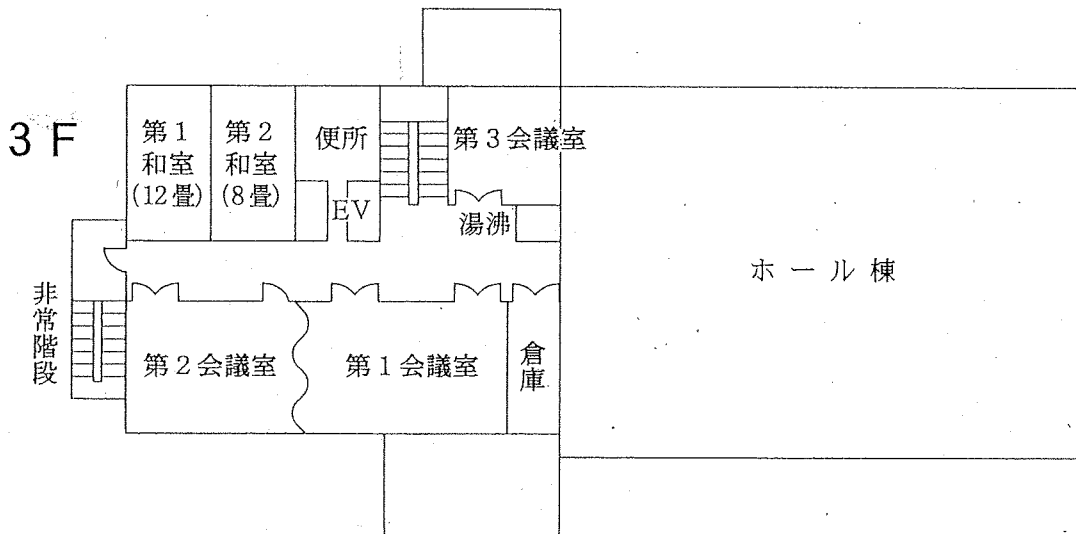 3F
第1
和室
(12畳)
第2
和室
(8畳)
便所
EV
第3会議室
湯沸
ホール棟
非常階段
第2会議室
第1会議室
倉庫